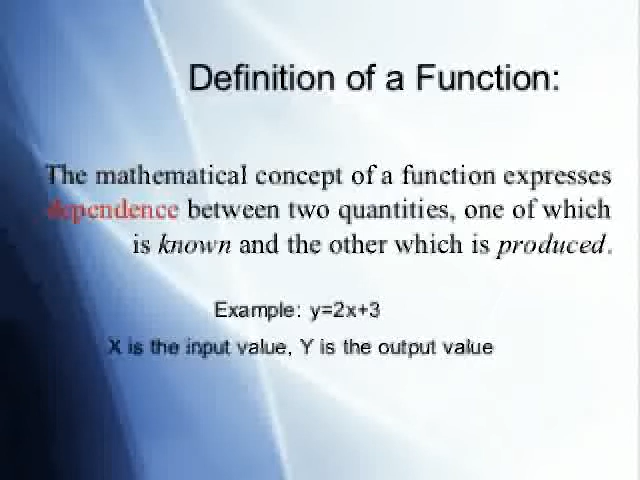 Definition of a Function:
The mathematical concept of a function expresses
dependence between two quantities, one of which
is known and the other which is produced.
Example: y=2x+3
X is the input value, Y is the output value